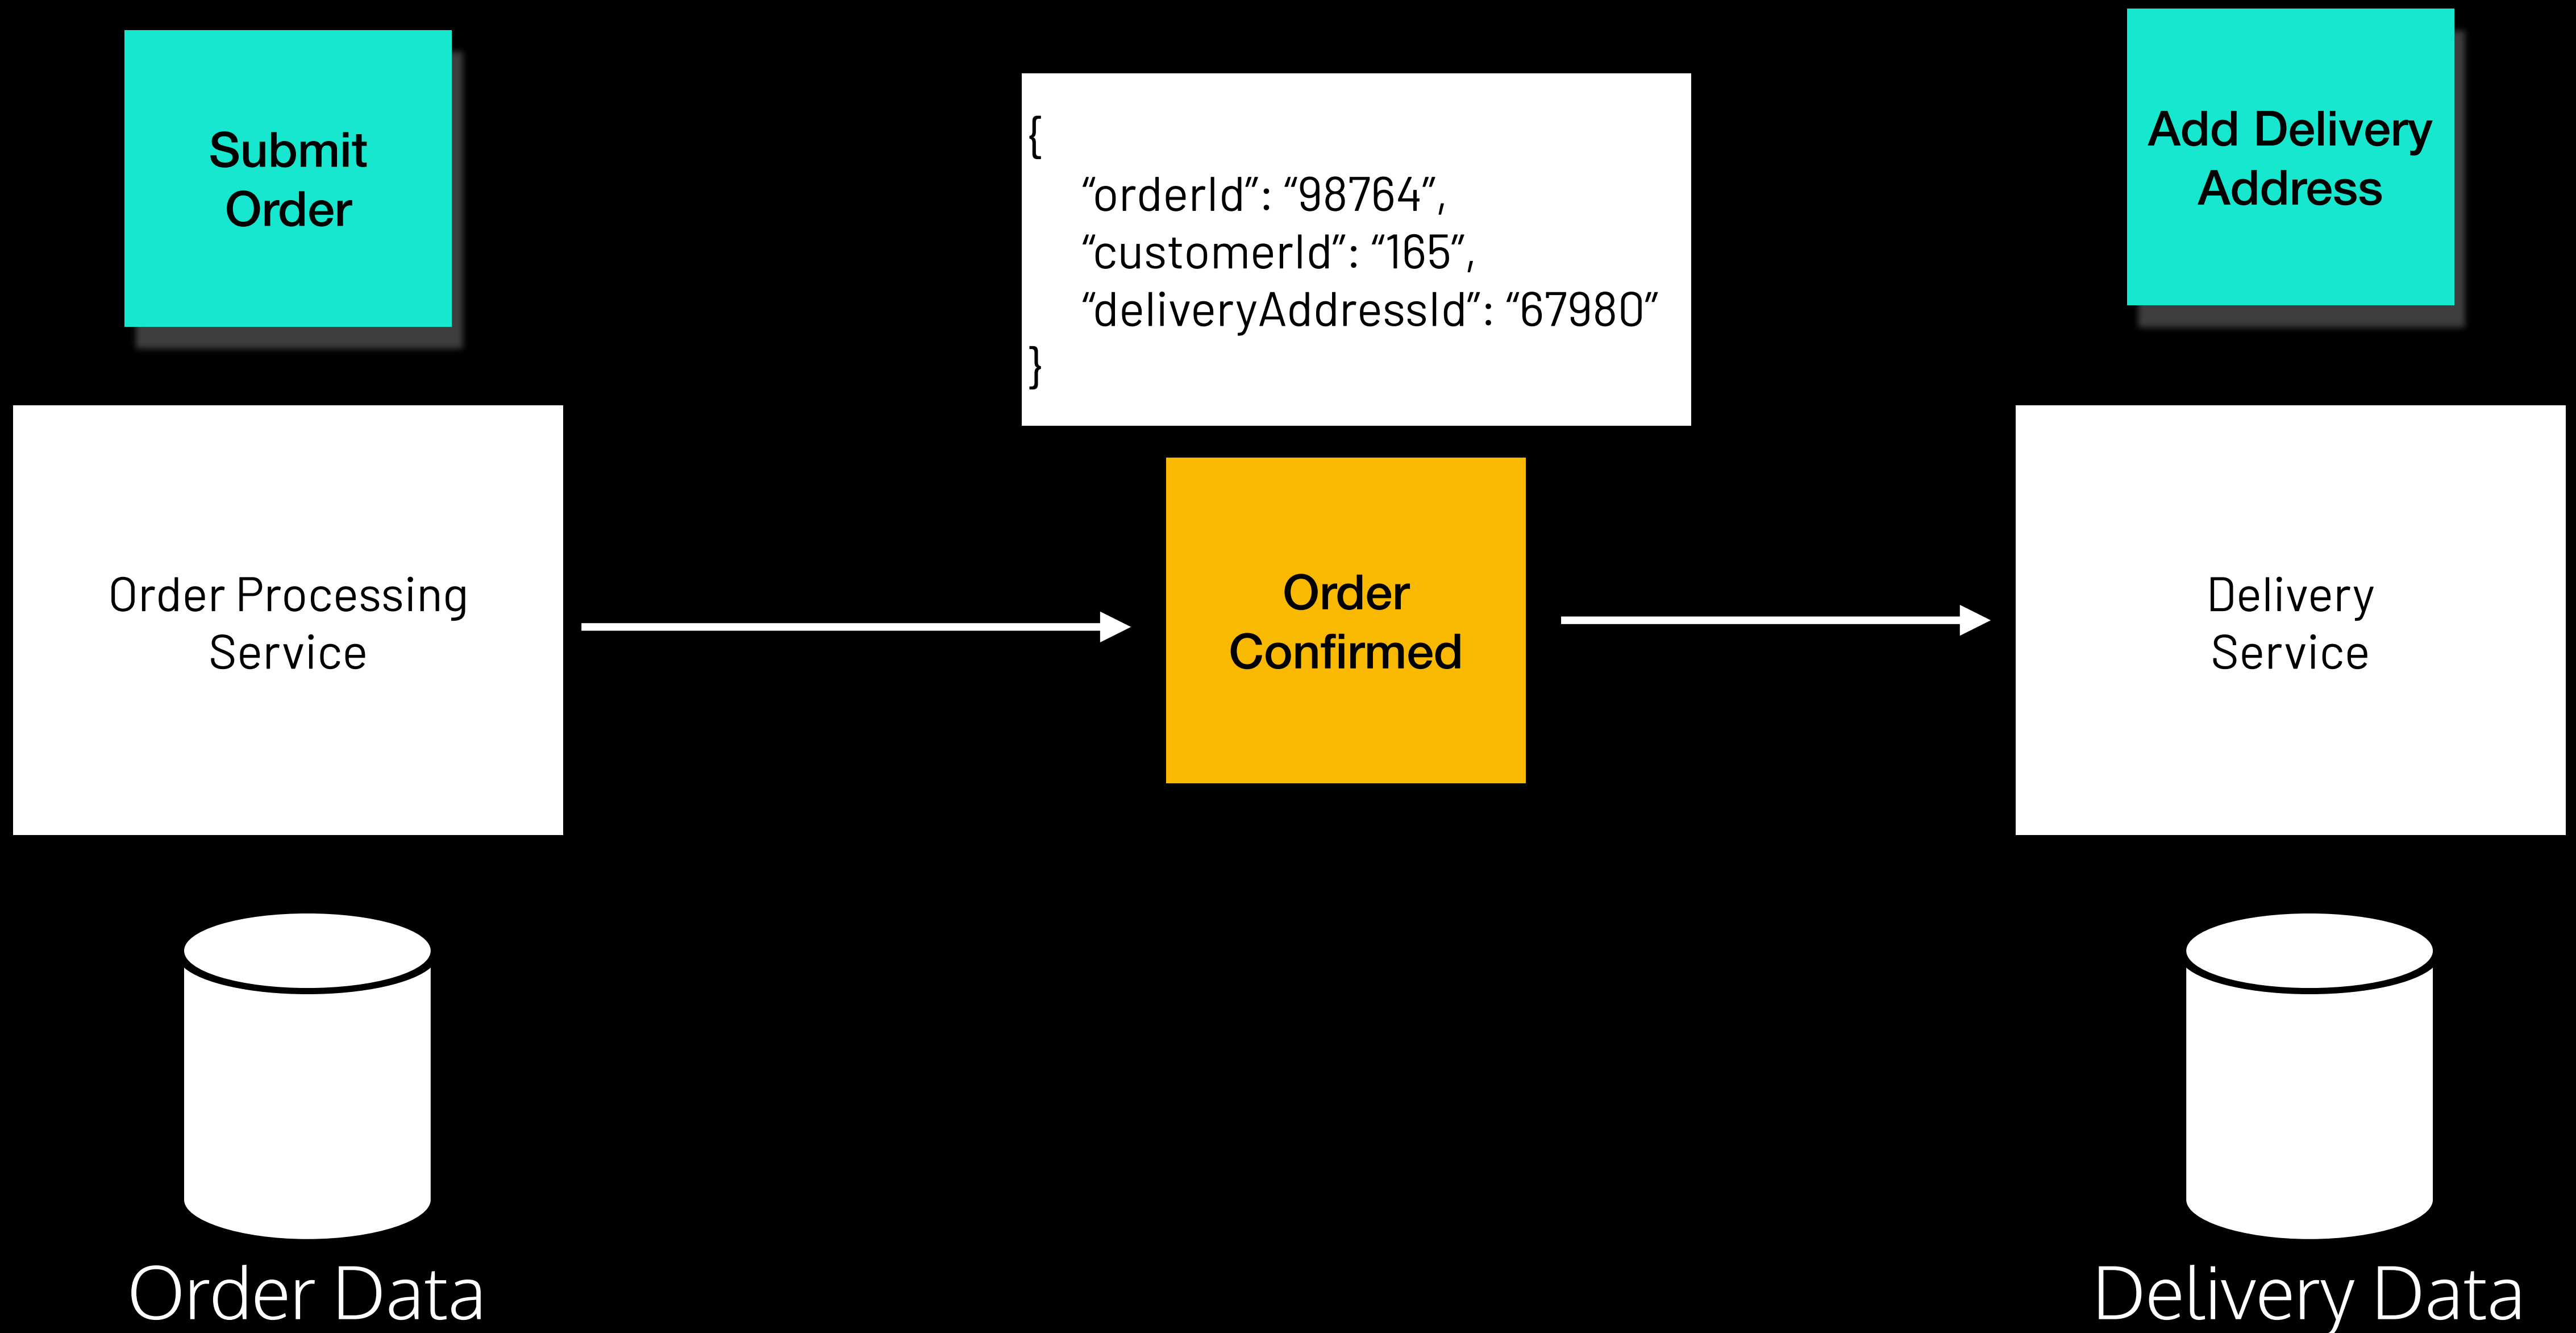 Submit
Order
{
“orderId”: “98764”,
“customerId”: “165”,
“deliveryAddressId”: “67980”
}
Add Delivery
Address
Order Processing
Service
Order
Confirmed
Delivery
Service
Order Data
Delivery Data